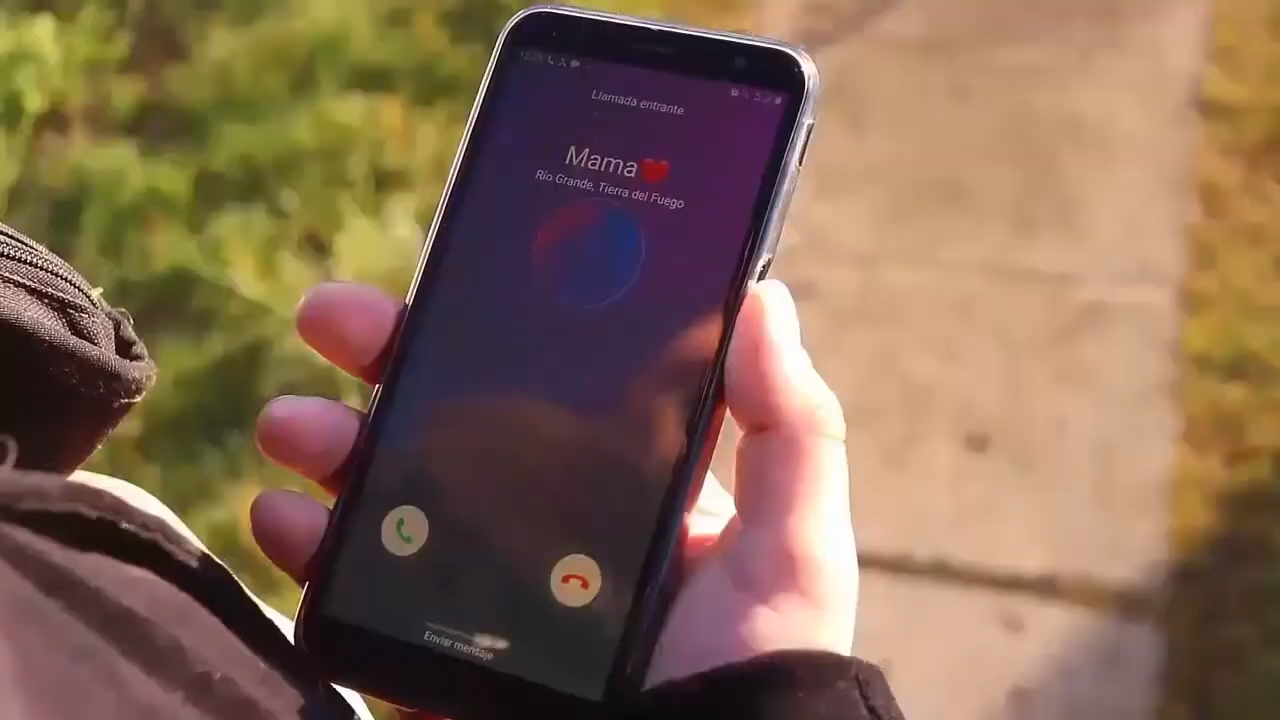 Llamada entrante
Mama❤️
Río Grande, Tierra del Fuego
Enviar mensaje